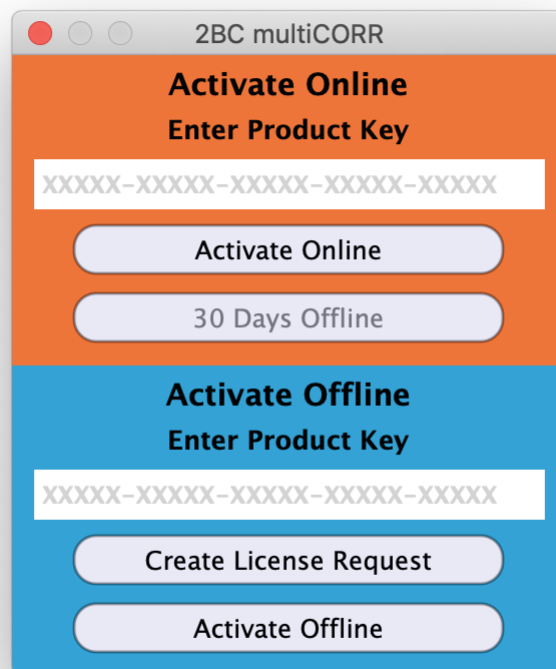 2BC multiCORR
Activate Online
Enter Product Key
XXXXX-XXXXX-XXXXX-XXXXX-XXXXX
Activate Online
30 Days Offline
Activate Offline
Enter Product Key
XXXXX-XXXXX-XXXXX-XXXXX-XXXXX
Create License Request
Activate Offline